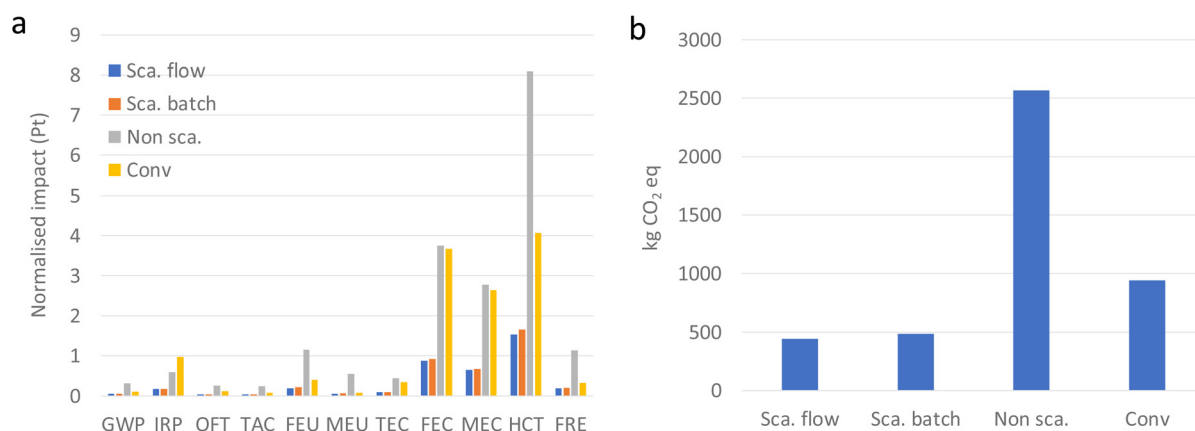 a
Normalised impact (Pt)
9
8
7
6
5
4
3
2
1
0
Sca. flow
Sca. batch
Non sca.
Conv
GWP IRP OFT TAC FEU MEU TEC FEC MEC HCT FRE
b
kg CO₂ eq
3000
2500
2000
1500
1000
500
0
Sca. flow Sca. batch Non sca. Conv